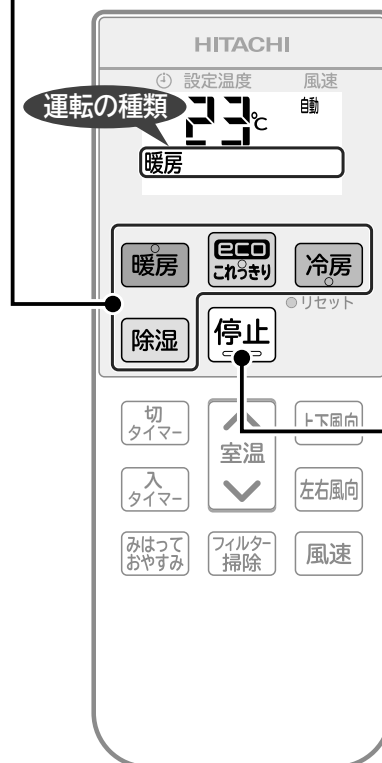 HITACHI
設定温度 風速
運転の種類
23℃ 自動
暖房
暖房
eco
これっきり
冷房
リセット
除湿
停止
切
タイマー
室温
上下風向
入
タイマー
左右風向
みはって
おやすみ
フィルター
掃除
風速